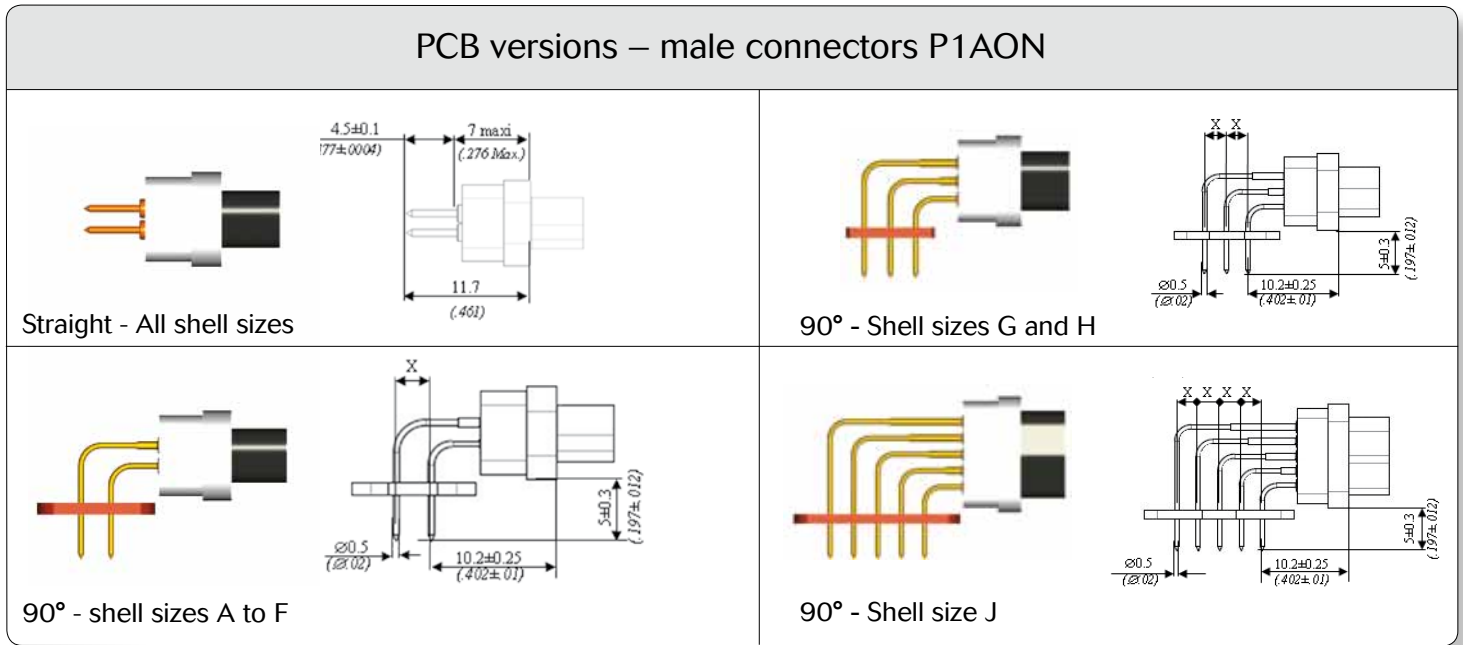 PCB versions – male connectors P1AON
4.5±0.1
7 maxi
77±.0004)
(.276 Max.)
11.7
(.461)
Straight - All shell sizes
X X
5±0.3
(.197±.012)
Ø0.5
(Ø.02)
10.2±0.25
(.402±.01)
90° - Shell sizes G and H
X
5±0.3
(.197±.012)
Ø0.5
(Ø.02)
10.2±0.25
(.402±.01)
90° - shell sizes A to F
X X X X
5±0.3
(.197±.012)
Ø0.5
(Ø.02)
10.2±0.25
(.402±.01)
90° - Shell size J